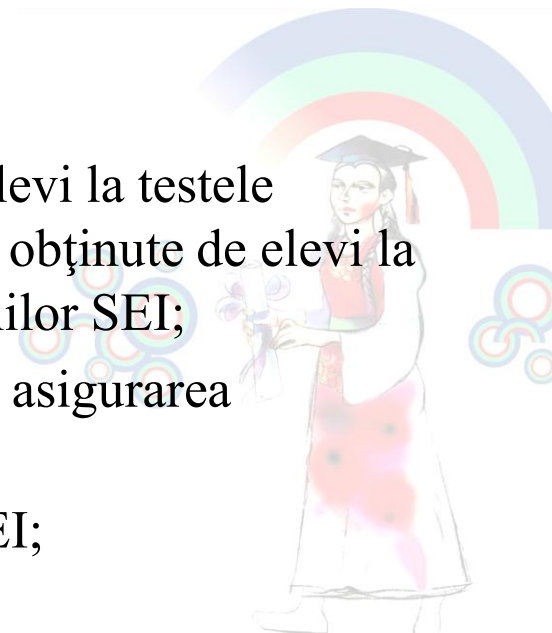 levi la testele
obţinute de elevi la
ilor SEI;
asigurarea
EI;